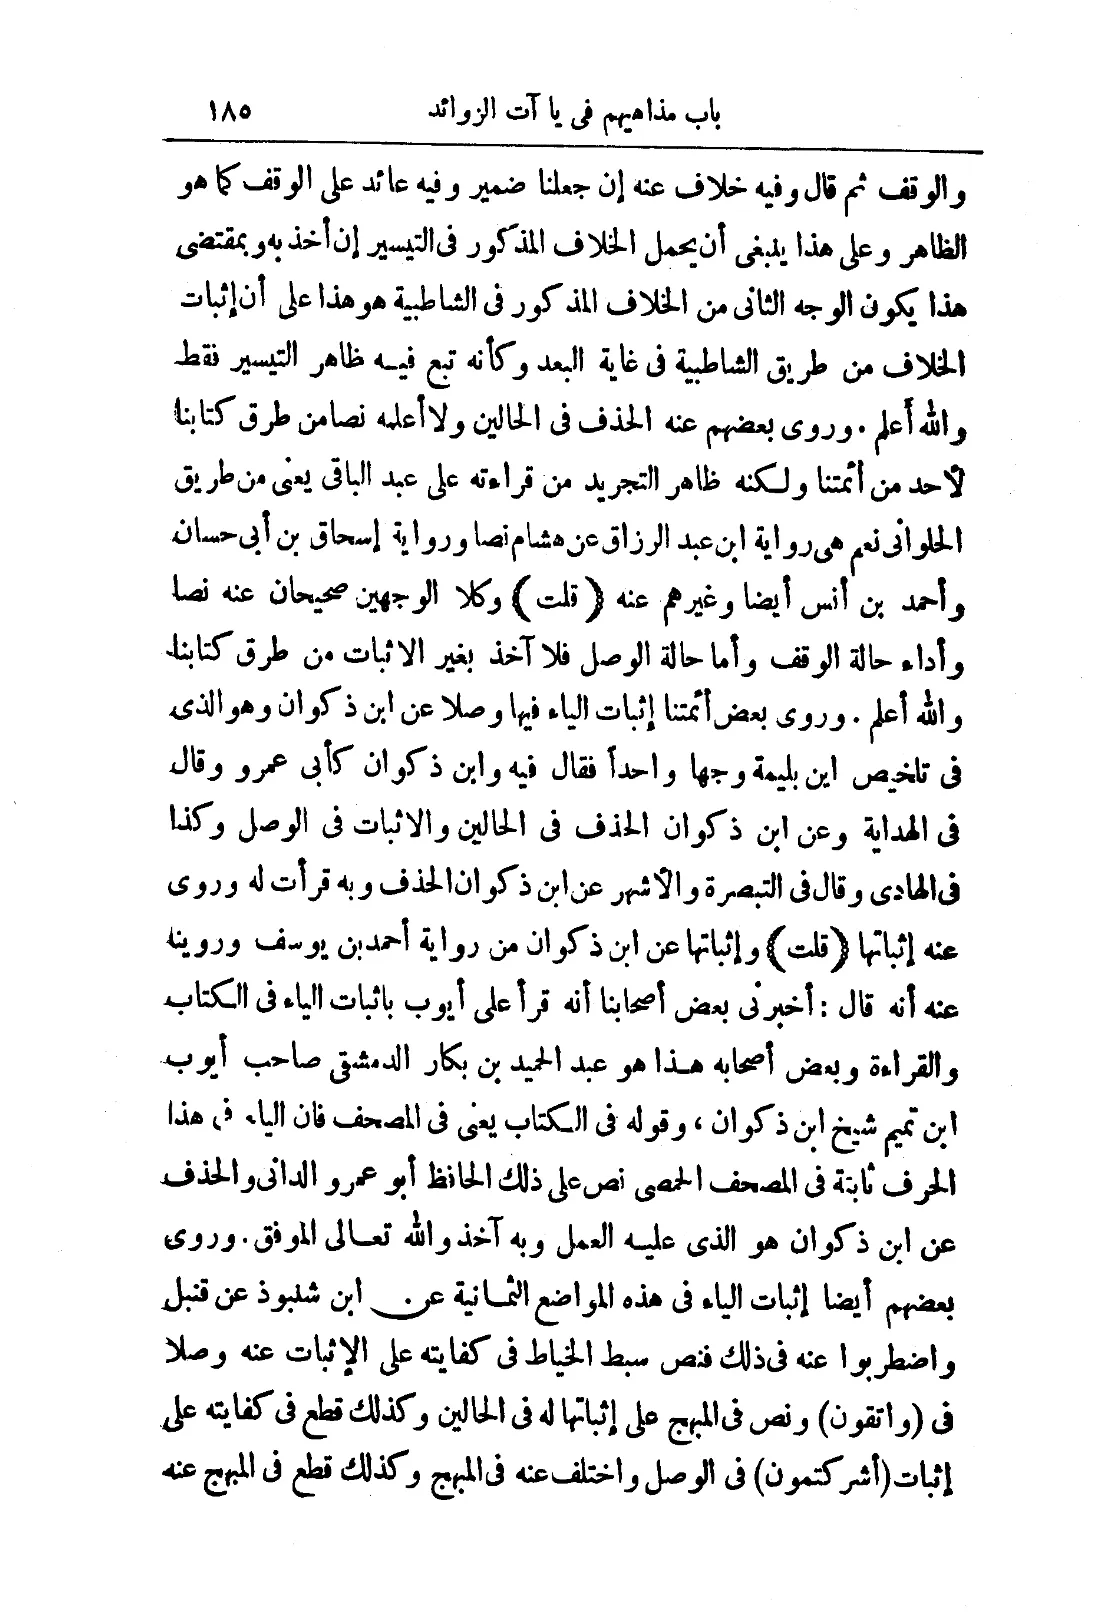 باب مذاهبهم فى يا آت الزوائد ١٨٥
والوقف ثم قال وفيه خلاف عنه إن جعلنا ضمير وفيه عائد على الوقف كما هو
الظاهر وعلى هذا ينبغى أن يحمل الخلاف المذكور فى التيسير إن أخذ به وبمقتضى
هذا يكون الوجه الثانى من الخلاف المذكور فى الشاطبية هو هذا على أن إثبات
الخلاف من طريق الشاطبية فى غاية البعد وكأنه تبع فيه ظاهر التيسير فقط
والله أعلم . وروى بعضهم عنه الحذف فى الحالين ولا أعلمه نصا من طرق كتابنا
لأحد من أئمتنا ولكنه ظاهر التجريد من قراءته على عبد الباقى يعنى من طريق
الحلوانى نعم هى رواية ابن عبد الرزاق عن هشام نصا ورواية إسحاق بن أبى حسان
وأحمد بن أنس أيضا وغيرهم عنه (قلت) وكلا الوجهين صحيحان عنه نصا
وأداء حالة الوقف وأما حالة الوصل فلا آخذ بغير الاثبات من طرق كتابنا
والله أعلم . وروى بعض أئمتنا إثبات الياء فيها وصلا عن ابن ذكوان وهو الذى
فى تلخيص ابن بليمة وجها واحداً فقال فيه وابن ذكوان كأبى عمرو وقال
فى الهداية وعن ابن ذكوان الحذف فى الحالين والاثبات فى الوصل وكذا
فى الهادى وقال فى التبصرة والأشهر عن ابن ذكوان الحذف وبه قرأت له وروى
عنه إثباتها (قلت) وإثباتها عن ابن ذكوان من رواية أحمد بن يوسف وروينا
عنه أنه قال : أخبرنى بعض أصحابنا أنه قرأ على أيوب باثبات الياء فى الكتاب
والقراءة وبعض أصحابه هذا هو عبد الحميد بن بكار الدمشقى صاحب أيوب
ابن تميم شيخ ابن ذكوان ، وقوله فى الكتاب يعنى فى المصحف فان الياء فى هذا
الحرف ثابتة فى المصحف الحمصى نص على ذلك الحافظ أبو عمرو الدانى والحذف
عن ابن ذكوان هو الذى عليه العمل وبه آخذ والله تعالى الموفق . وروى
بعضهم أيضا إثبات الياء فى هذه المواضع الثمانية عن ابن شنبوذ عن قنبل
واضطربوا عنه فى ذلك فنص سبط الخياط فى كفايته على الإثبات عنه وصلا
فى (واتقون) ونص فى المبهج على إثباتها له فى الحالين وكذلك قطع فى كفايته على
إثبات (أشركتمون) فى الوصل واختلف عنه فى المبهج وكذلك قطع فى المبهج عنه